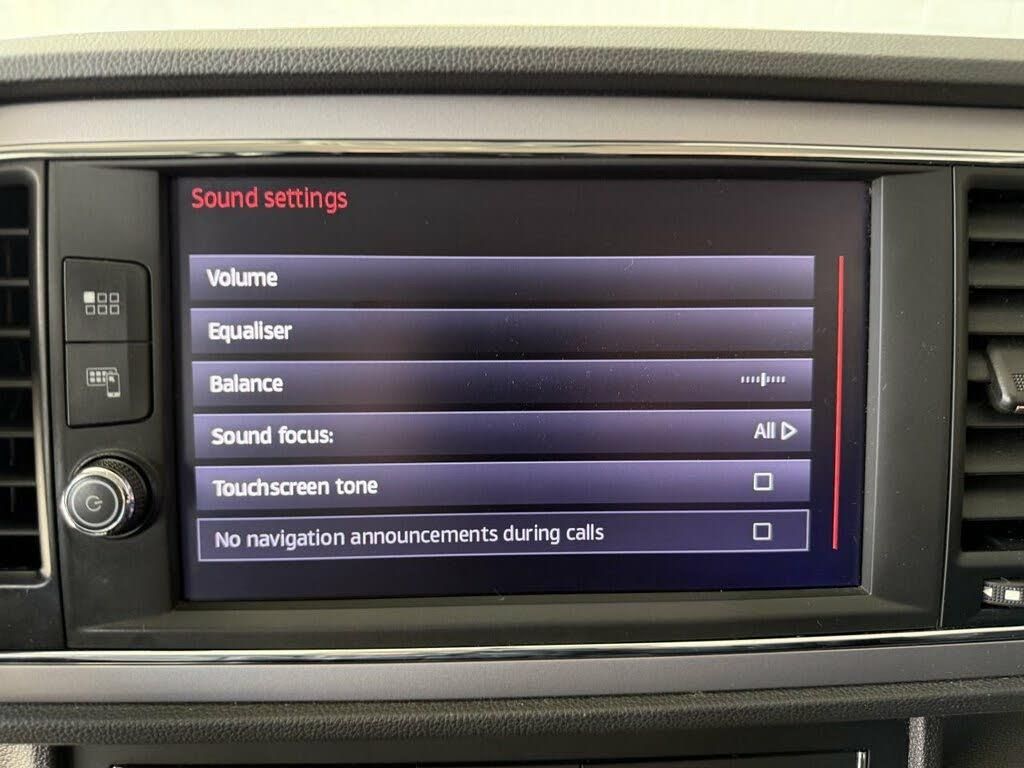 Sound settings
Volume
Equaliser
Balance
Sound focus: All
Touchscreen tone
No navigation announcements during calls